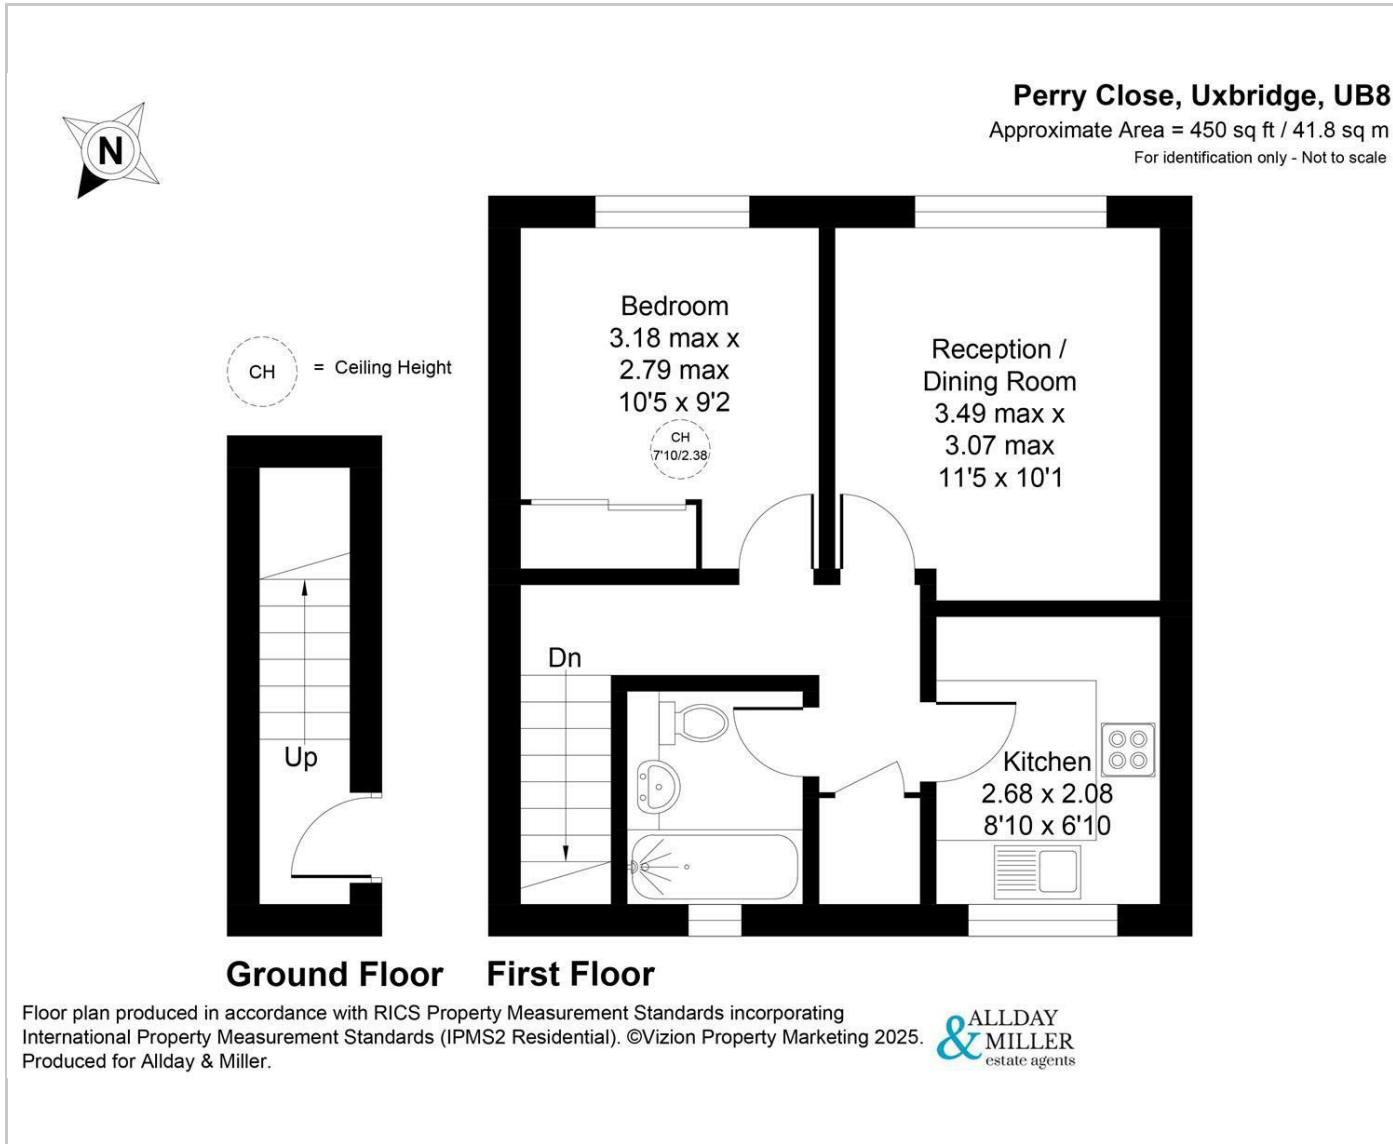 N
Perry Close, Uxbridge, UB8
Approximate Area = 450 sq ft / 41.8 sq m
For identification only - Not to scale
CH = Ceiling Height
Bedroom
3.18 max x
2.79 max
10'5 x 9'2
CH
7'10/2.38
Reception /
Dining Room
3.49 max x
3.07 max
11'5 x 10'1
Dn
Up
Kitchen
2.68 x 2.08
8'10 x 6'10
Ground Floor
First Floor
Floor plan produced in accordance with RICS Property Measurement Standards incorporating
International Property Measurement Standards (IPMS2 Residential). ©Vizion Property Marketing 2025.
Produced for Allday & Miller.
ALLDAY
& MILLER
estate agents